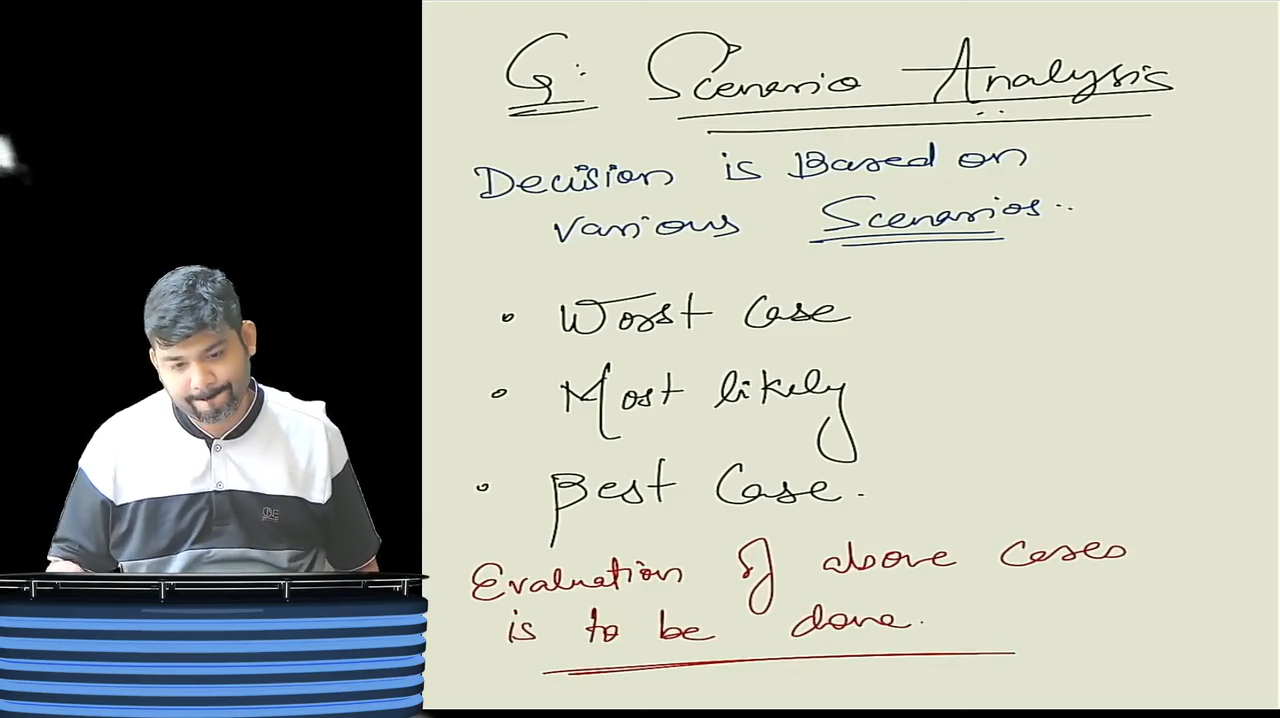 G: Scenario Analysis
Decision is Based on
various Scenarios..
• Worst Case
• Most likely
• Best Case.
Evaluation of above cases
is to be done.